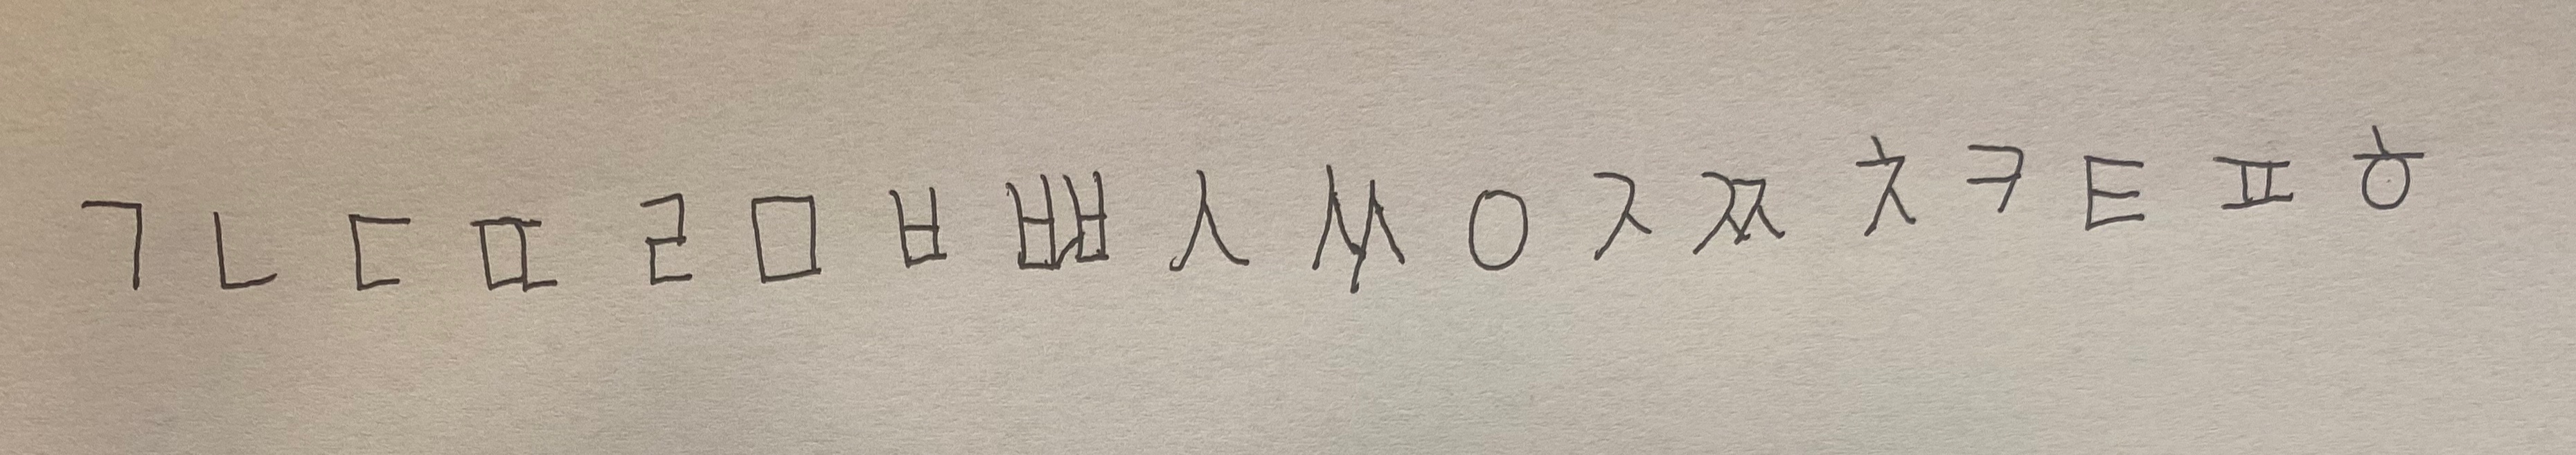 ㄱ ㄴ ㄷ ㄸ ㄹ ㅁ ㅂ ㅃ ㅅ ㅆ ㅇ ㅈ ㅉ ㅊ ㅋ ㅌ ㅍ ㅎ